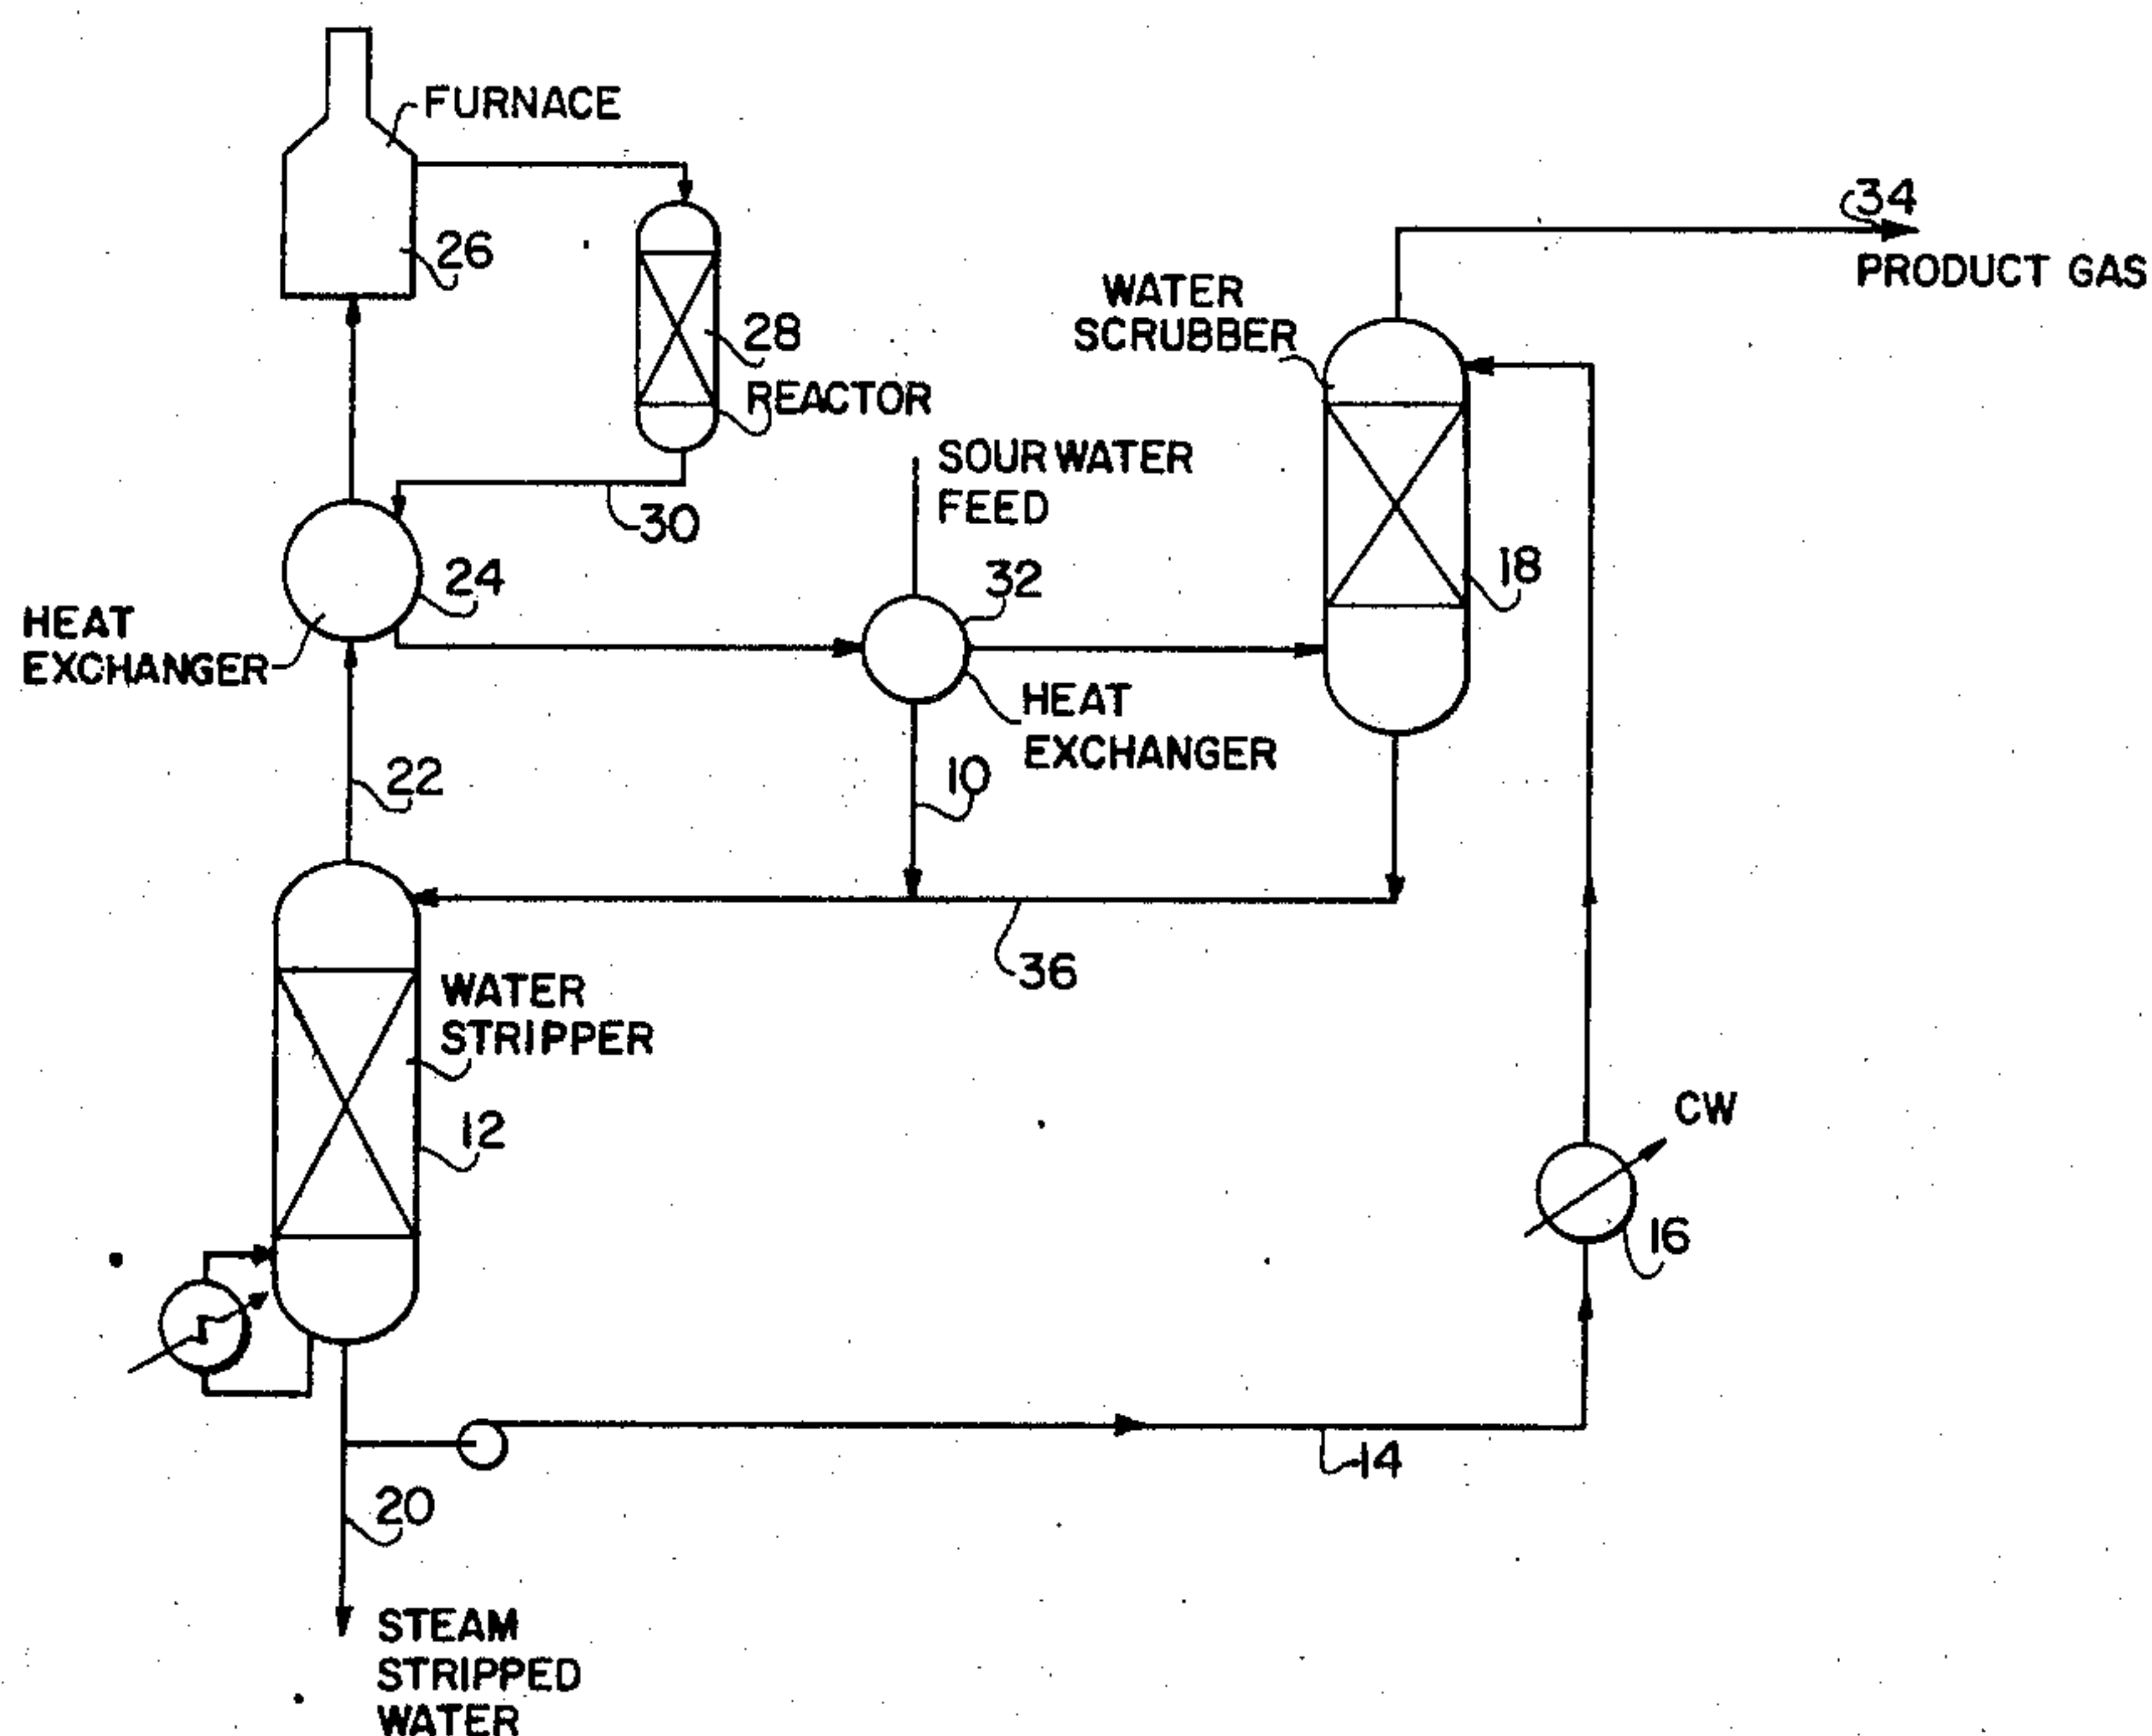 FURNACE
26
28
REACTOR
34
PRODUCT GAS
WATER
SCRUBBER
SOUR WATER
FEED
30
32
24
18
HEAT
EXCHANGER
HEAT
EXCHANGER
22
10
36
WATER
STRIPPER
12
CW
16
14
20
STEAM
STRIPPED
WATER